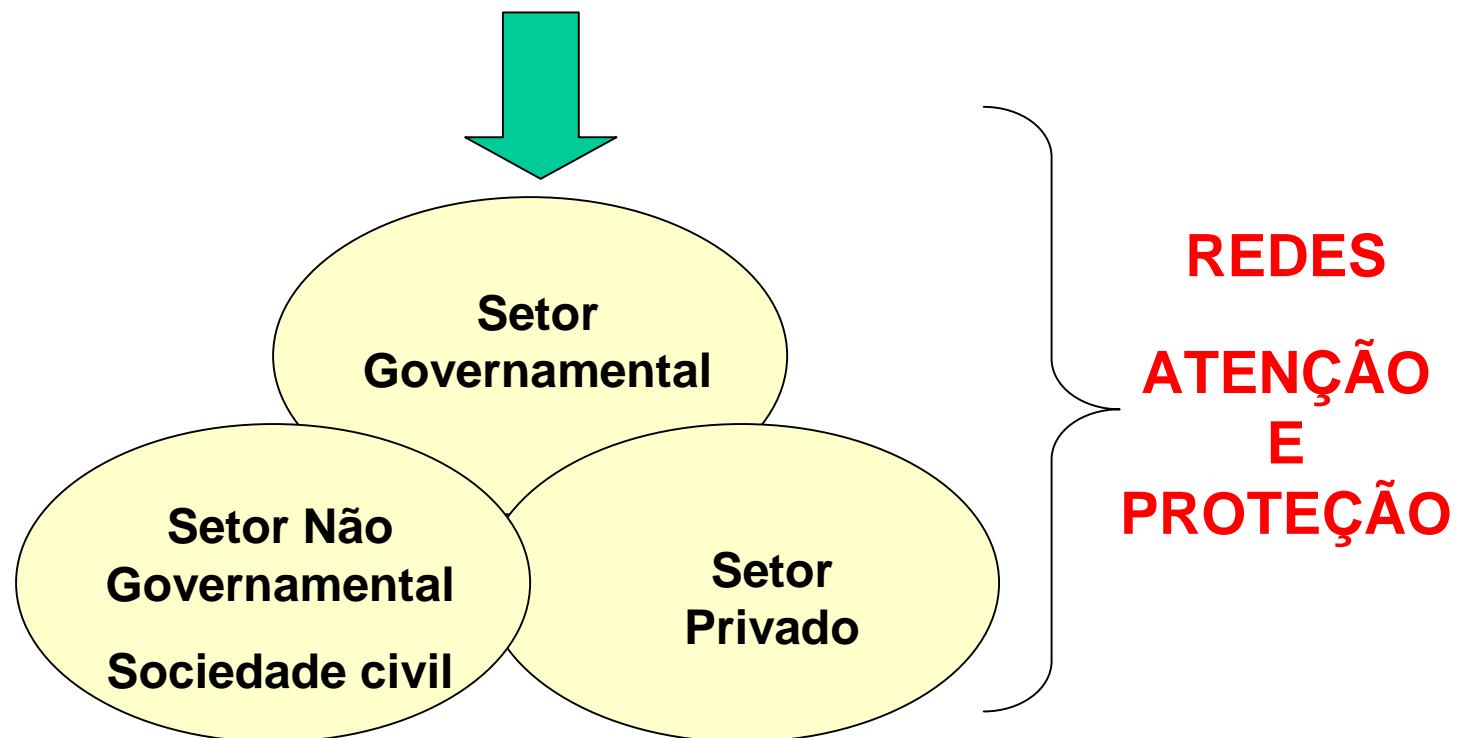 Setor
Governamental
Setor Não
Governamental
Sociedade civil
Setor
Privado
REDES
ATENÇÃO
E
PROTEÇÃO